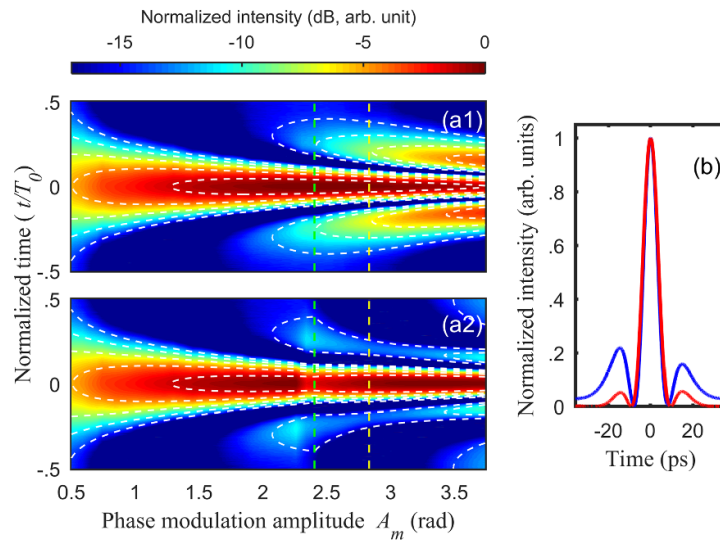 Normalized intensity (dB, arb. unit)
-15 -10 -5 0
.5
0
-.5
(a1)
.5
0
-.5
(a2)
Normalized time ( t/T0)
0.5 1 1.5 2 2.5 3 3.5
Phase modulation amplitude Am (rad)
Normalized intensity (arb. units)
1
.8
.6
.4
.2
0
(b)
-20 0 20
Time (ps)